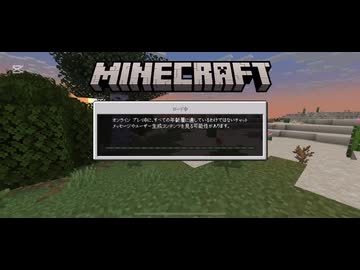 MINECRAFT
ロード中
オンライン プレイ中に、すべての年齢層に適しているわけではないチャット
メッセージやユーザー生成コンテンツを見る可能性があります。